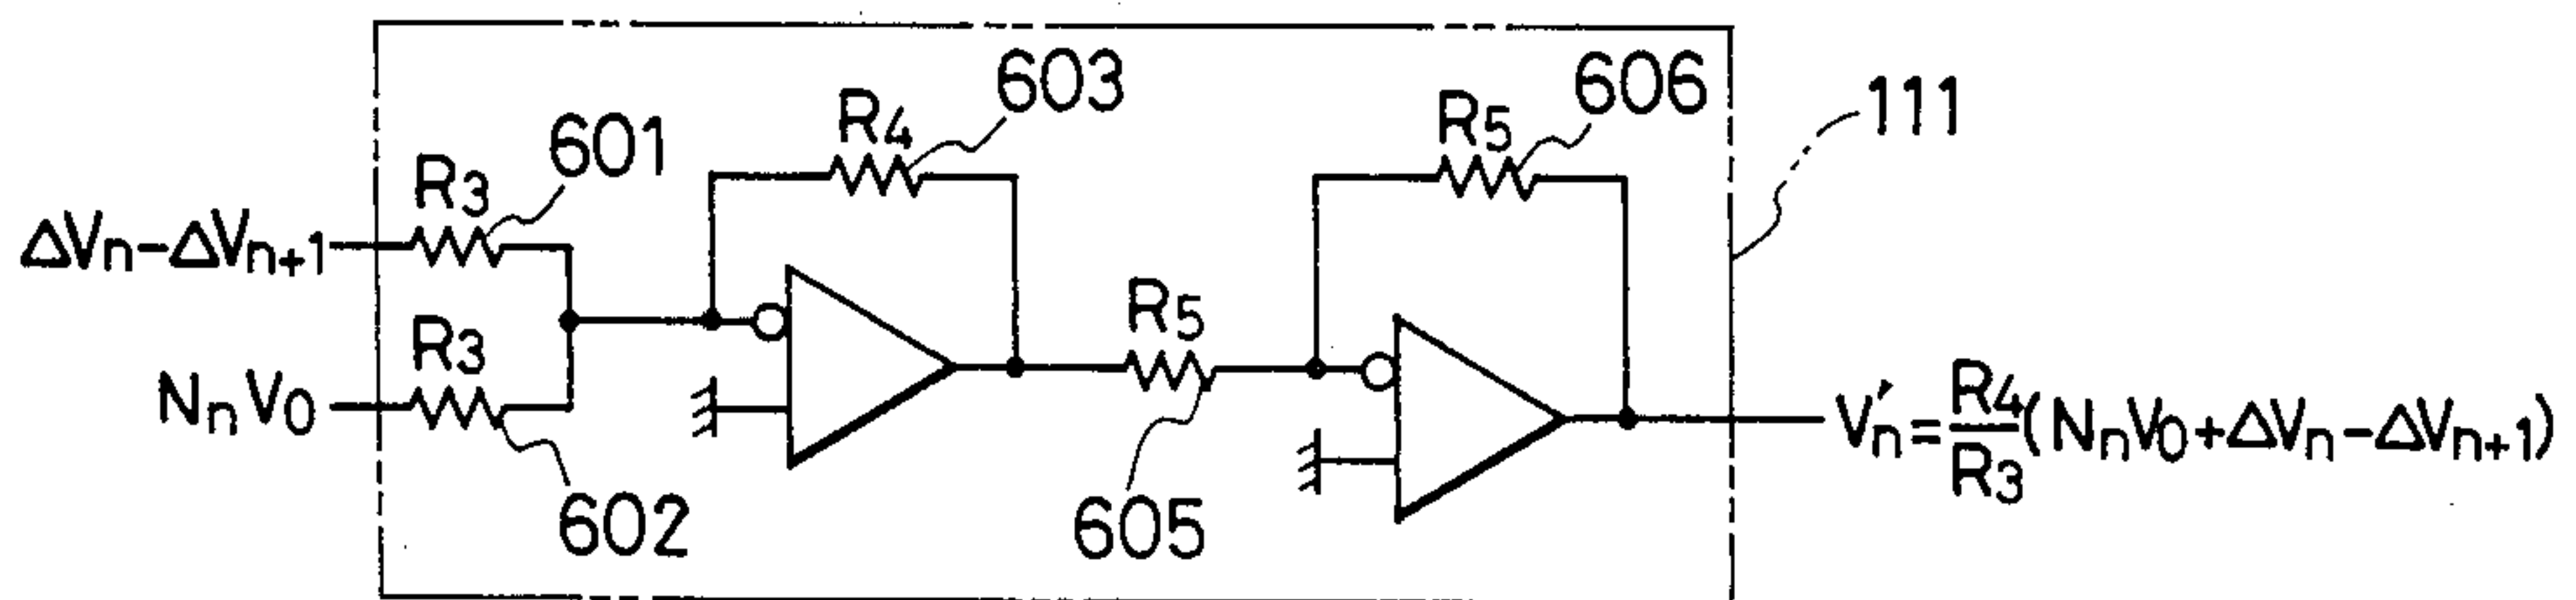 603
606
R4
R5
111
601
R3
ΔVn-ΔVn+1
R5
R3
NnV0
V'n=R4/R3(NnV0+ΔVn-ΔVn+1)
602
605